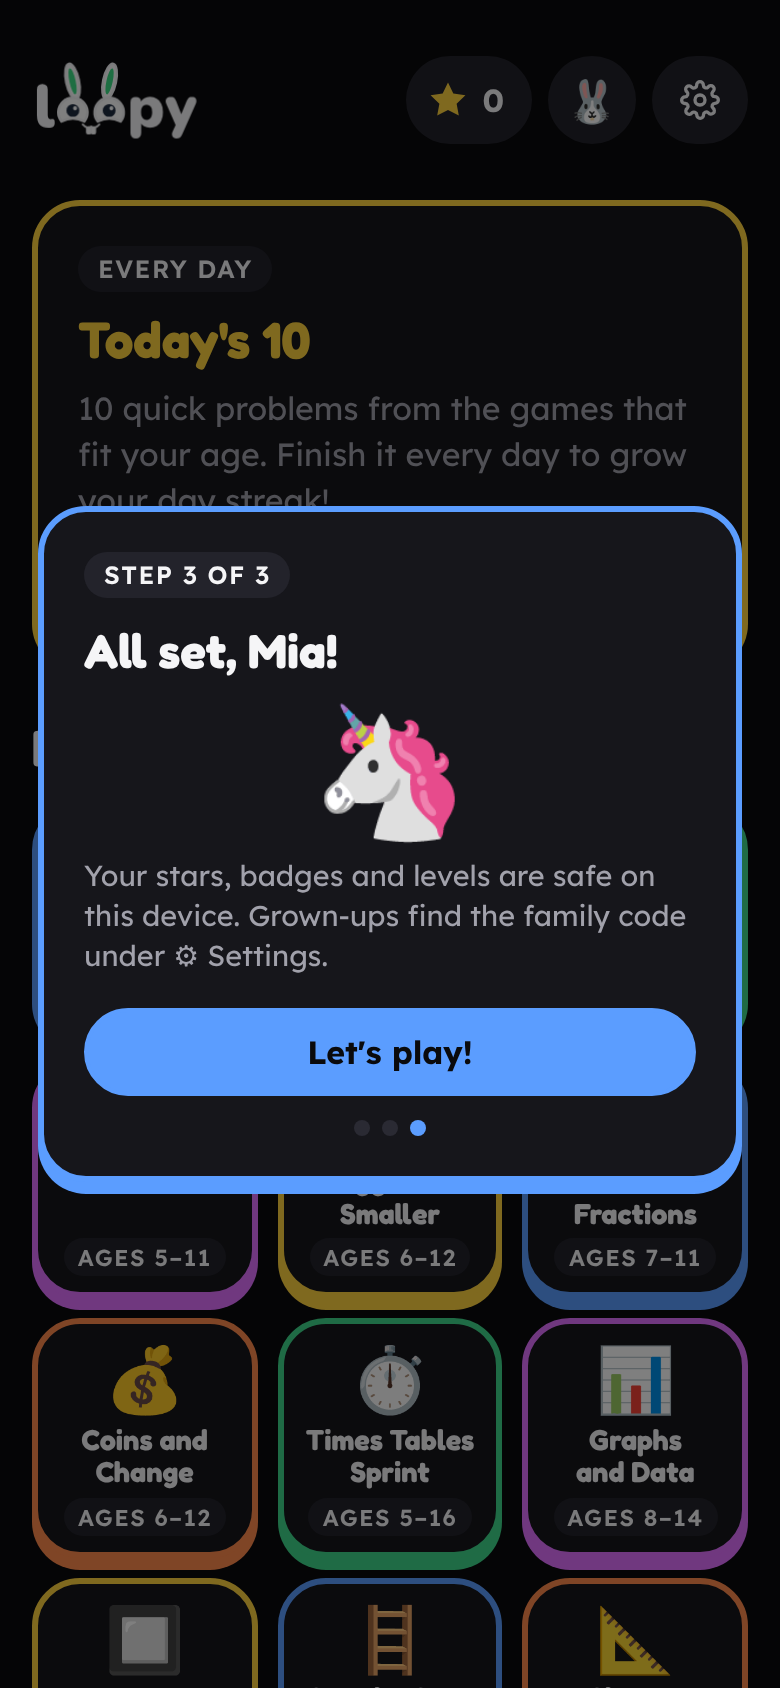 loopy
0
EVERY DAY
Today's 10
10 quick problems from the games that
fit your age. Finish it every day to grow
your day streak!
STEP 3 OF 3
All set, Mia!
Your stars, badges and levels are safe on
this device. Grown-ups find the family code
under ⚙ Settings.
Let's play!
Smaller
Fractions
AGES 5–11
AGES 6–12
AGES 7–11
Coins and
Change
Times Tables
Sprint
Graphs
and Data
AGES 6–12
AGES 5–16
AGES 8–14